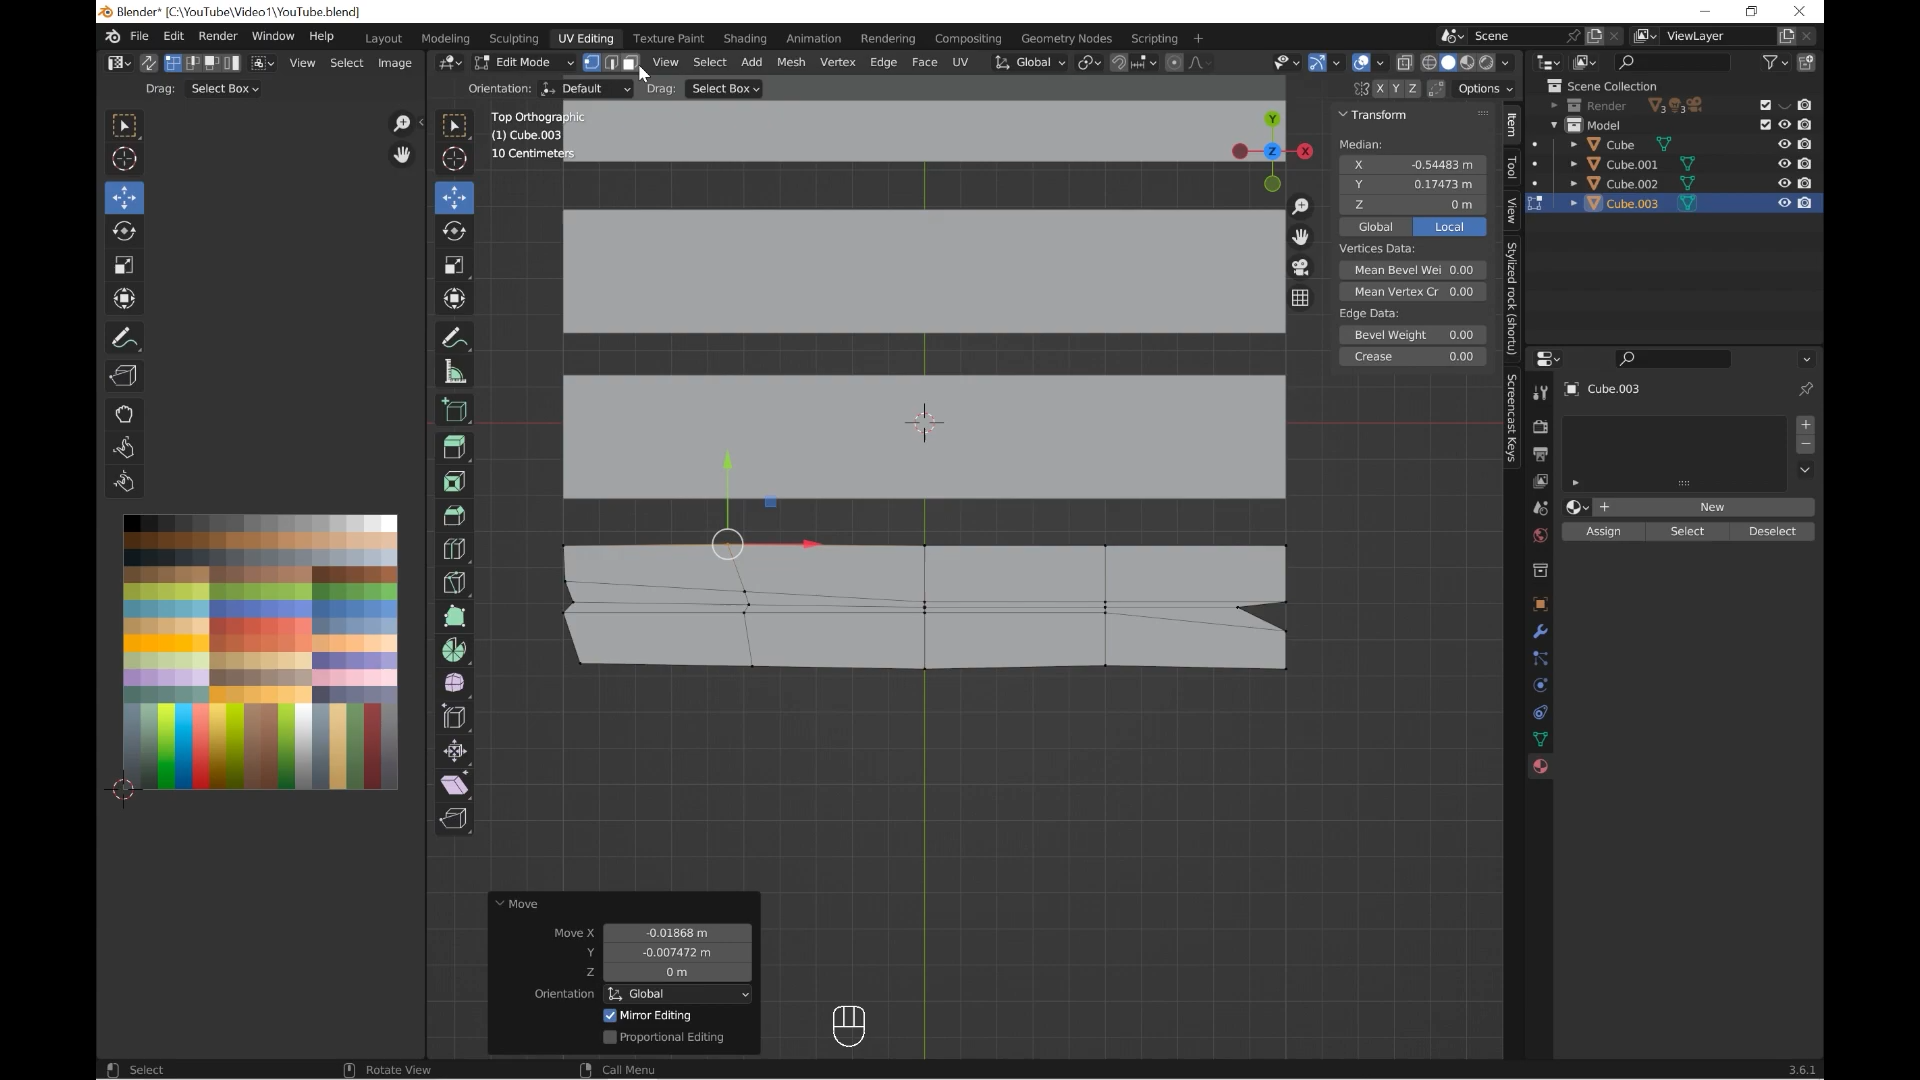 Blender* [C:\YouTube\Video1\YouTube.blend]
File Edit Render Window Help Layout Modeling Sculpting UV Editing Texture Paint Shading Animation Rendering Compositing Geometry Nodes Scripting + Scene ViewLayer
View Select Image Edit Mode View Select Add Mesh Vertex Edge Face UV Global
Drag: Select Box Orientation: Default Drag: Select Box X Y Z Options
Top Orthographic
(1) Cube.003
10 Centimeters
Y
X
Z
Transform
Median:
X -0.54483 m
Y 0.17473 m
Z 0 m
Global Local
Vertices Data:
Mean Bevel Wei 0.00
Mean Vertex Cr 0.00
Edge Data:
Bevel Weight 0.00
Crease 0.00
Item
Tool
View
Stylized rock (shortu)
Screencast Keys
Scene Collection
Render 3 3
Model
Cube
Cube.001
Cube.002
Cube.003
Cube.003
New
Assign Select Deselect
Move
Move X -0.01868 m
Y -0.007472 m
Z 0 m
Orientation Global
Mirror Editing
Proportional Editing
Select Rotate View Call Menu 3.6.1